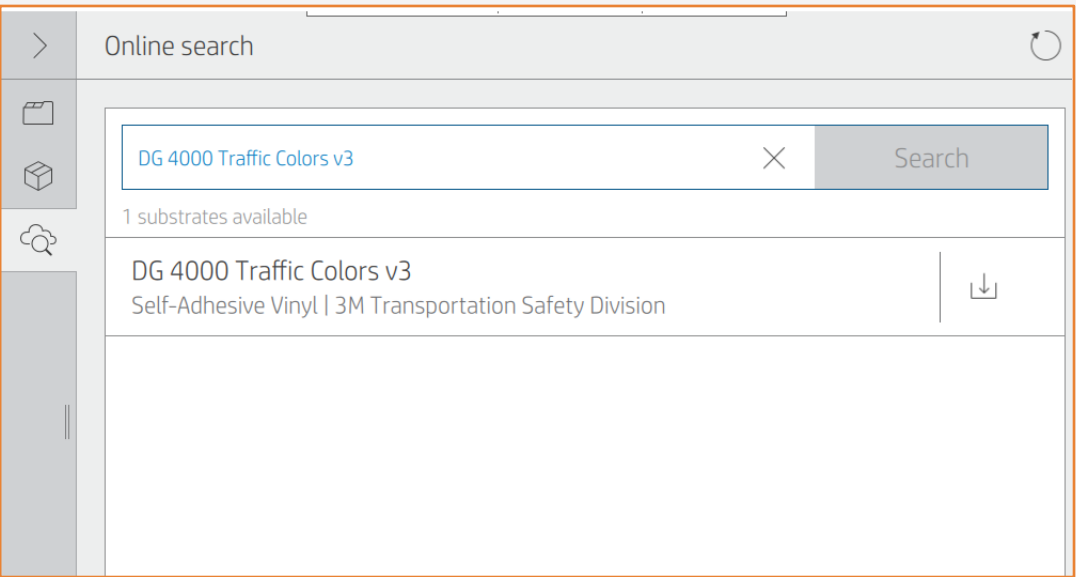 Online search
DG 4000 Traffic Colors v3
Search
1 substrates available
DG 4000 Traffic Colors v3
Self-Adhesive Vinyl | 3M Transportation Safety Division